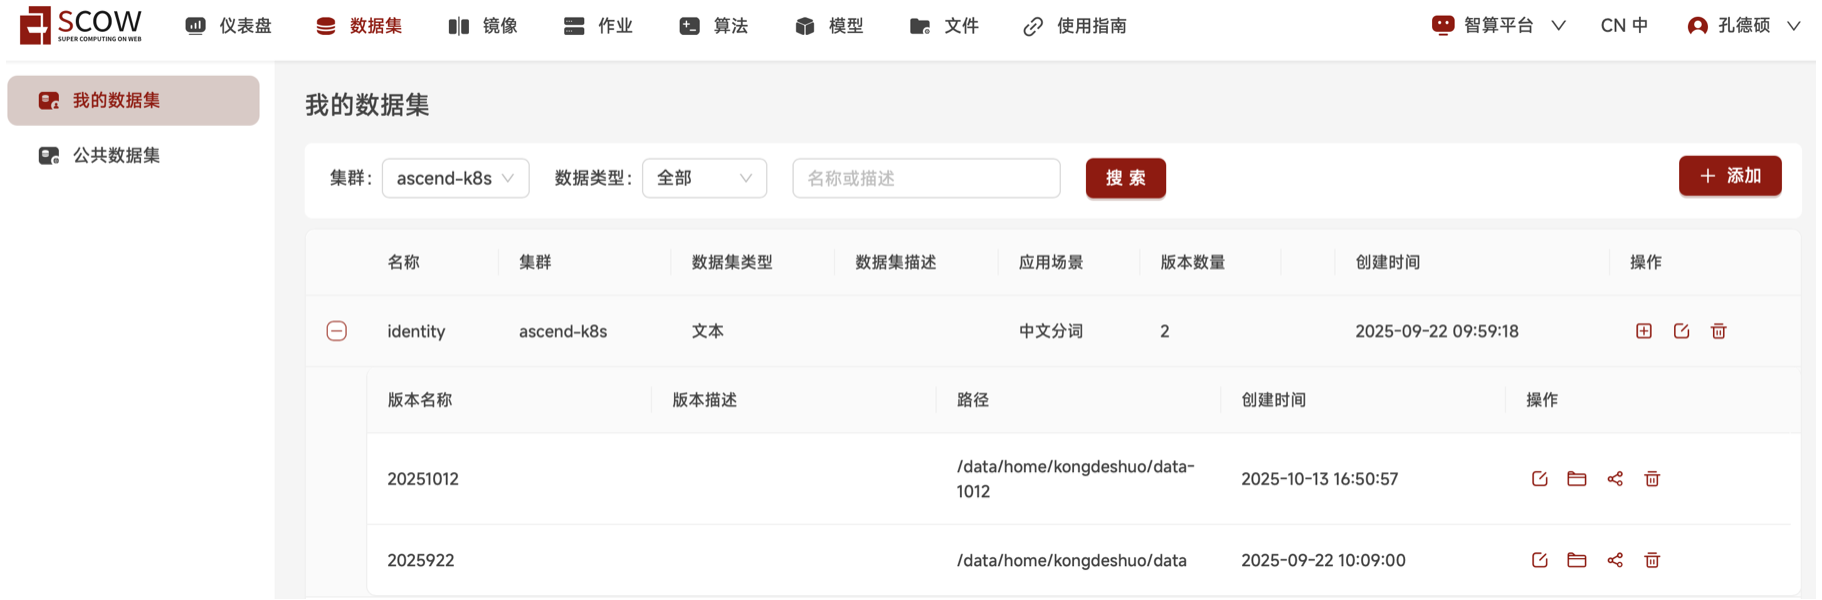 SCOW
SUPER COMPUTING ON WEB
仪表盘 数据集 镜像 作业 算法 模型 文件 使用指南 智算平台 CN 中 孔德硕
我的数据集
公共数据集
我的数据集
集群: ascend-k8s 数据类型: 全部 名称或描述 搜 索 添加
名称 集群 数据集类型 数据集描述 应用场景 版本数量 创建时间 操作
identity ascend-k8s 文本 中文分词 2 2025-09-22 09:59:18
版本名称 版本描述 路径 创建时间 操作
20251012 /data/home/kongdeshuo/data-
1012 2025-10-13 16:50:57
2025922 /data/home/kongdeshuo/data 2025-09-22 10:09:00